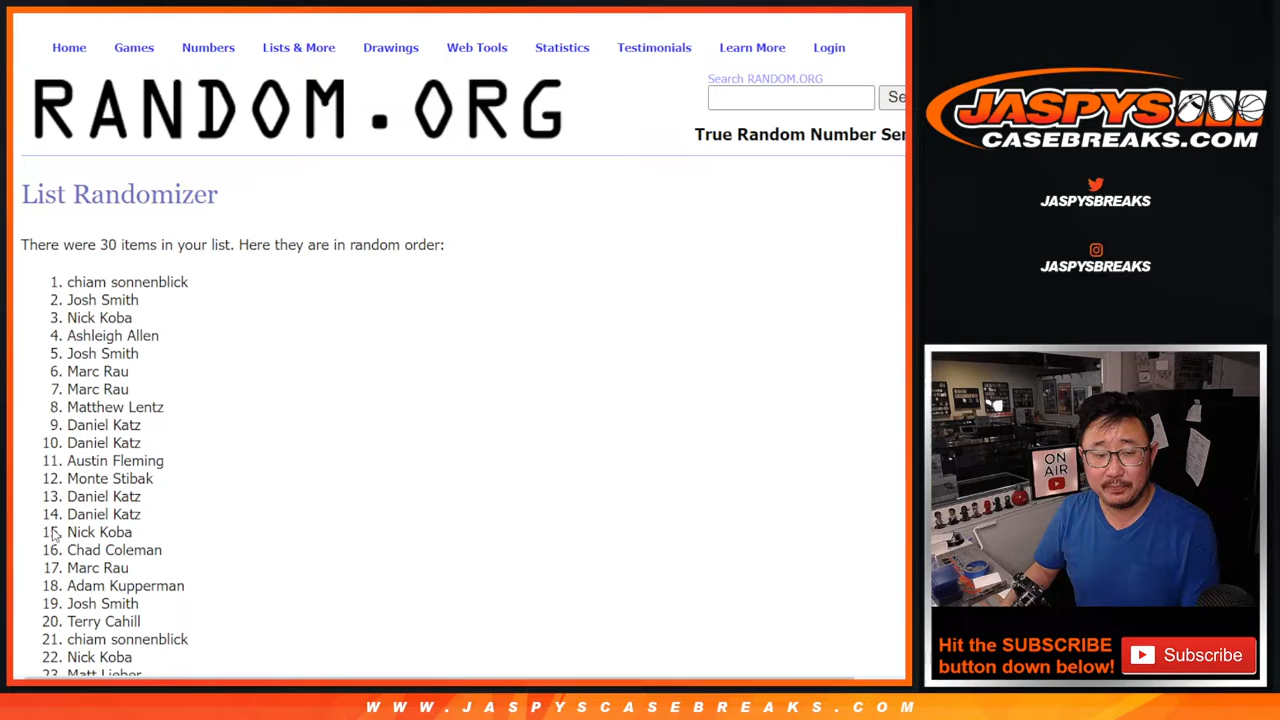 Home Games Numbers Lists & More Drawings Web Tools Statistics Testimonials Learn More Login
RANDOM.ORG
Search RANDOM.ORG
Se
True Random Number Ser
List Randomizer
There were 30 items in your list. Here they are in random order:
1. chiam sonnenblick
2. Josh Smith
3. Nick Koba
4. Ashleigh Allen
5. Josh Smith
6. Marc Rau
7. Marc Rau
8. Matthew Lentz
9. Daniel Katz
10. Daniel Katz
11. Austin Fleming
12. Monte Stibak
13. Daniel Katz
14. Daniel Katz
15. Nick Koba
16. Chad Coleman
17. Marc Rau
18. Adam Kupperman
19. Josh Smith
20. Terry Cahill
21. chiam sonnenblick
22. Nick Koba
23. Matt Lieber
JASPYS
CASEBREAKS.COM
JASPYSBREAKS
JASPYSBREAKS
ON
AIR
Hit the SUBSCRIBE
button down below!
Subscribe
WWW.JASPYSCASEBREAKS.COM